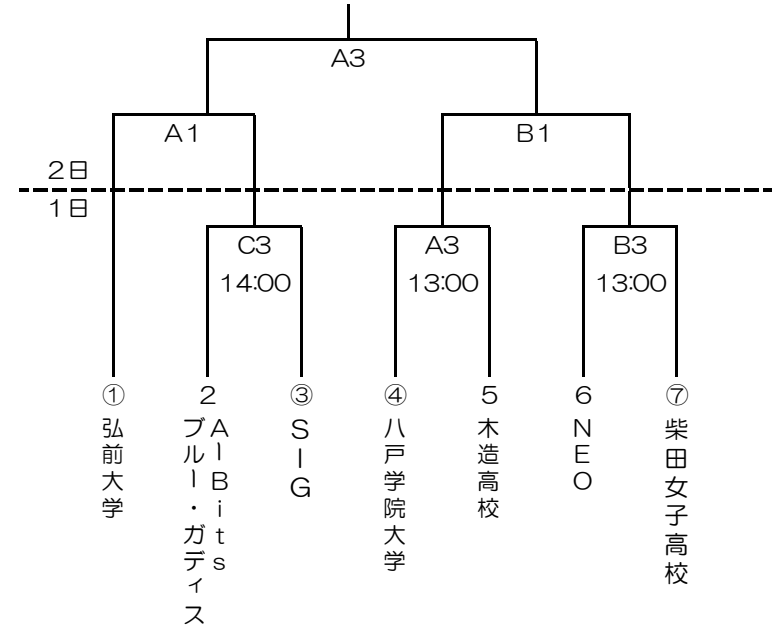 A3
A1
B1
2日
1日
C3
A3
B3
14:00
13:00
13:00
①
2
③
④
5
6
⑦
弘前大学
A-Bits
ブルー・ガディス
SIG
八戸学院大学
木造高校
NEO
柴田女子高校